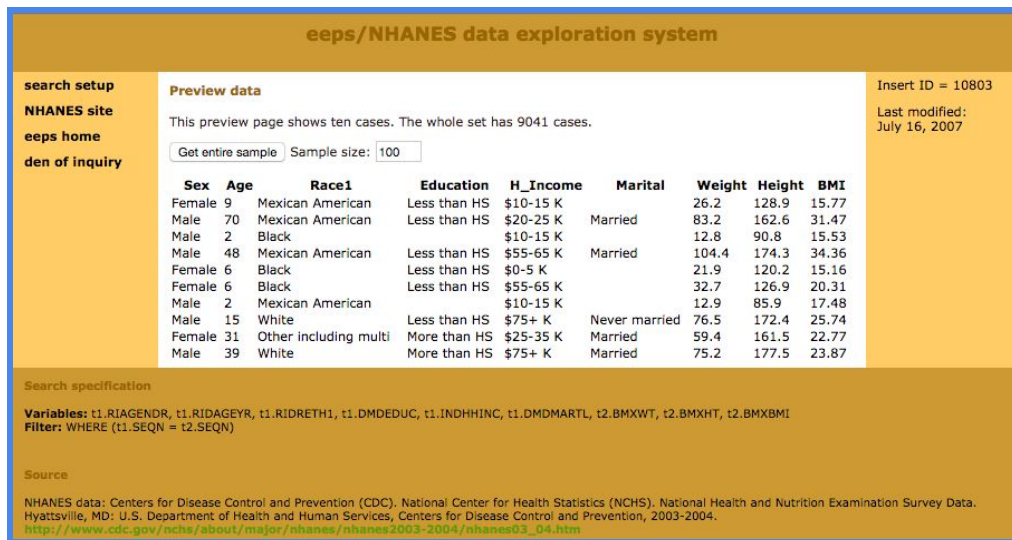 eeps/NHANES data exploration system
search setup
NHANES site
eeps home
den of inquiry
Preview data
This preview page shows ten cases. The whole set has 9041 cases.
Get entire sample Sample size: 100
Sex Age Race1 Education H_Income Marital Weight Height BMI
Female 9 Mexican American Less than HS $10-15 K 26.2 128.9 15.77
Male 70 Mexican American Less than HS $20-25 K Married 83.2 162.6 31.47
Male 2 Black $10-15 K 12.8 90.8 15.53
Male 48 Mexican American Less than HS $55-65 K Married 104.4 174.3 34.36
Female 6 Black Less than HS $0-5 K 21.9 120.2 15.16
Female 6 Black Less than HS $55-65 K 32.7 126.9 20.31
Male 2 Mexican American $10-15 K 12.9 85.9 17.48
Male 15 White Less than HS $75+ K Never married 76.5 172.4 25.74
Female 31 Other including multi More than HS $25-35 K Married 59.4 161.5 22.77
Male 39 White More than HS $75+ K Married 75.2 177.5 23.87
Insert ID = 10803
Last modified:
July 16, 2007
Search specification
Variables: t1.RIAGENDR, t1.RIDAGEYR, t1.RIDRETH1, t1.DMDEDUC, t1.INDHHINC, t1.DMDMARTL, t2.BMXWT, t2.BMXHT, t2.BMXBMI
Filter: WHERE (t1.SEQN = t2.SEQN)
Source
NHANES data: Centers for Disease Control and Prevention (CDC). National Center for Health Statistics (NCHS). National Health and Nutrition Examination Survey Data.
Hyattsville, MD: U.S. Department of Health and Human Services, Centers for Disease Control and Prevention, 2003-2004.
http://www.cdc.gov/nchs/about/major/nhanes/nhanes2003-2004/nhanes03_04.htm